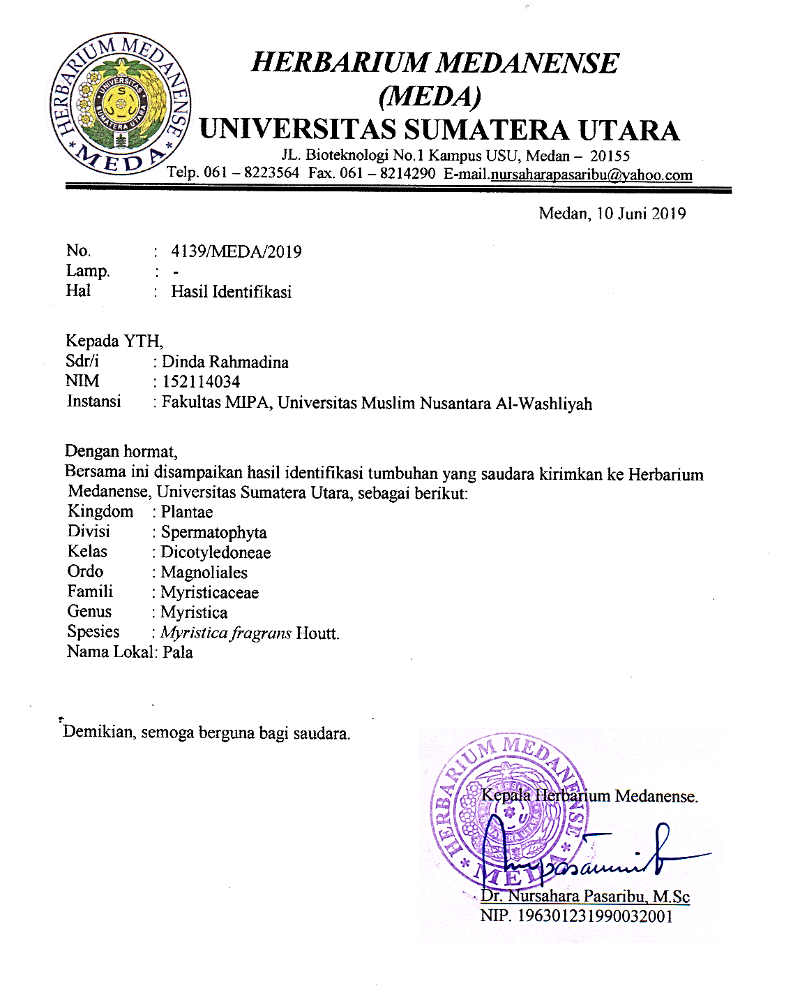 HERBARIUM MEDANENSE
(MEDA)
UNIVERSITAS SUMATERA UTARA
JL. Bioteknologi No.1 Kampus USU, Medan – 20155
Telp. 061 – 8223564 Fax. 061 – 8214290 E-mail.nursaharapasaribu@yahoo.com
HERBARIUM MEDANENSE
* MEDA *
UNIVERSITAS
SUMATERA UTARA
Medan, 10 Juni 2019
No. : 4139/MEDA/2019
Lamp. : -
Hal : Hasil Identifikasi
Kepada YTH,
Sdr/i : Dinda Rahmadina
NIM : 152114034
Instansi : Fakultas MIPA, Universitas Muslim Nusantara Al-Washliyah
Dengan hormat,
Bersama ini disampaikan hasil identifikasi tumbuhan yang saudara kirimkan ke Herbarium
Medanense, Universitas Sumatera Utara, sebagai berikut:
Kingdom : Plantae
Divisi : Spermatophyta
Kelas : Dicotyledoneae
Ordo : Magnoliales
Famili : Myristicaceae
Genus : Myristica
Spesies : Myristica fragrans Houtt.
Nama Lokal: Pala
Demikian, semoga berguna bagi saudara.
HERBARIUM MEDANENSE
* MEDA *
UNIVERSITAS
SUMATERA UTARA
Kepala Herbarium Medanense.
Dr. Nursahara Pasaribu, M.Sc
NIP. 196301231990032001